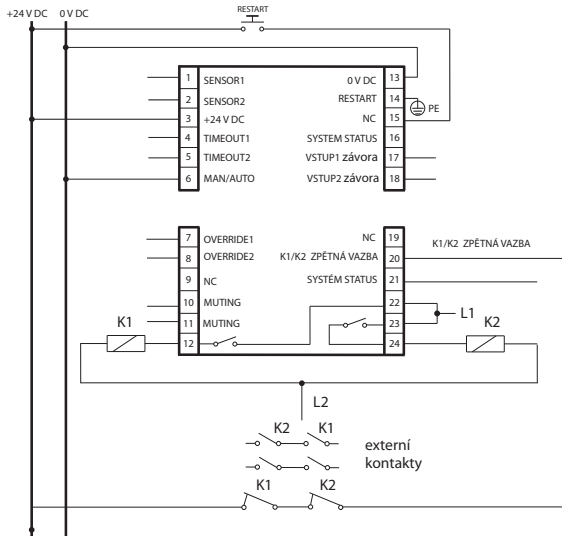 RESTART
+24 V DC 0 V DC
1 SENSOR1 0 V DC 13
2 SENSOR2 RESTART 14 PE
3 +24 V DC NC 15
4 TIMEOUT1 SYSTEM STATUS 16
5 TIMEOUT2 VSTUP1 závora 17
6 MAN/AUTO VSTUP2 závora 18
7 OVERRIDE1 NC 19
K1/K2 ZPĚTNÁ VAZBA
8 OVERRIDE2 K1/K2 ZPĚTNÁ VAZBA 20
9 NC SYSTÉM STATUS 21
10 MUTING 22
L1
11 MUTING 23
K1 12 24 K2
L2
K2 K1
externí
kontakty
K1 K2